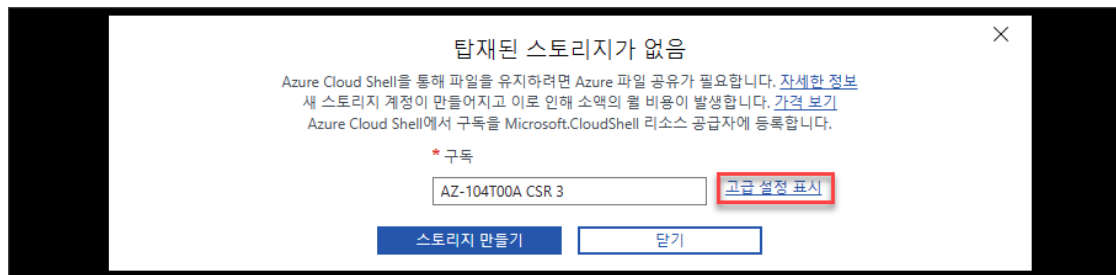 탑재된 스토리지가 없음
Azure Cloud Shell을 통해 파일을 유지하려면 Azure 파일 공유가 필요합니다. 자세한 정보
새 스토리지 계정이 만들어지고 이로 인해 소액의 월 비용이 발생합니다. 가격 보기
Azure Cloud Shell에서 구독을 Microsoft.CloudShell 리소스 공급자에 등록합니다.
* 구독
AZ-104T00A CSR 3 고급 설정 표시
스토리지 만들기 닫기